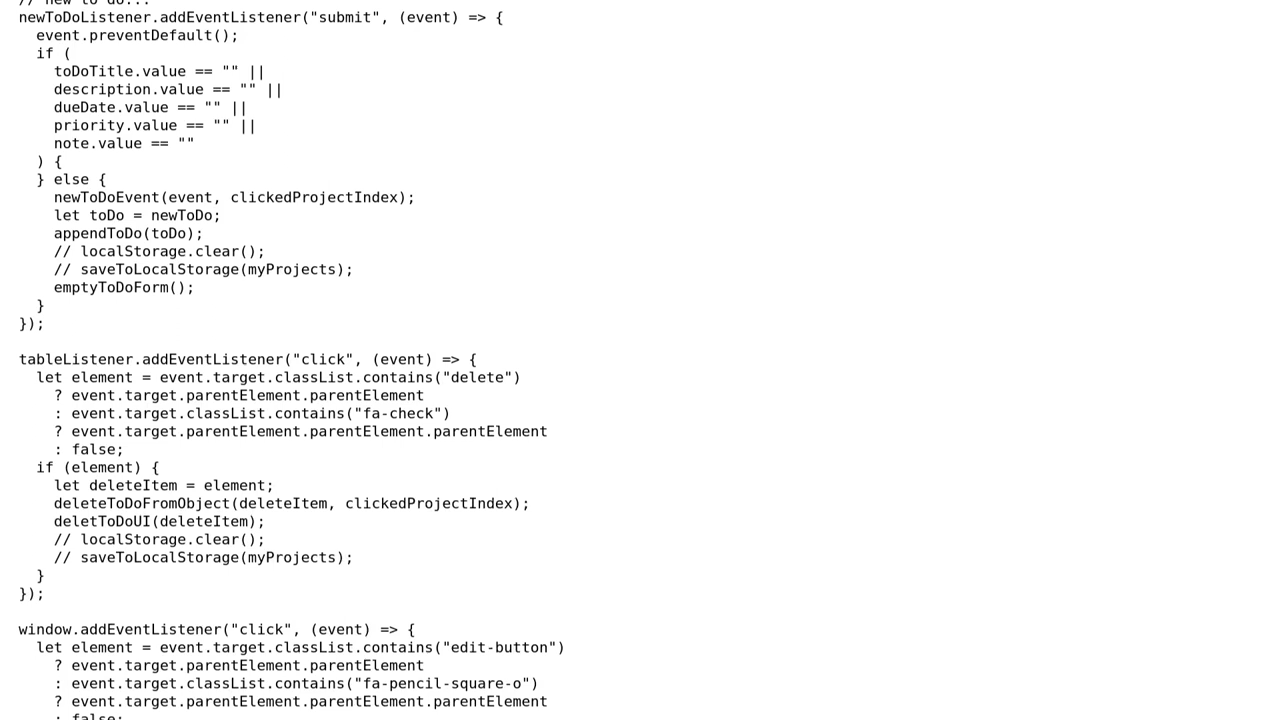 // new to do...
newToDoListener.addEventListener("submit", (event) => {
  event.preventDefault();
  if (
    toDoTitle.value == "" ||
    description.value == "" ||
    dueDate.value == "" ||
    priority.value == "" ||
    note.value == ""
  ) {
  } else {
    newToDoEvent(event, clickedProjectIndex);
    let toDo = newToDo;
    appendToDo(toDo);
    // localStorage.clear();
    // saveToLocalStorage(myProjects);
    emptyToDoForm();
  }
});

tableListener.addEventListener("click", (event) => {
  let element = event.target.classList.contains("delete")
    ? event.target.parentElement.parentElement
    : event.target.classList.contains("fa-check")
    ? event.target.parentElement.parentElement.parentElement
    : false;
  if (element) {
    let deleteItem = element;
    deleteToDoFromObject(deleteItem, clickedProjectIndex);
    deletToDoUI(deleteItem);
    // localStorage.clear();
    // saveToLocalStorage(myProjects);
  }
});

window.addEventListener("click", (event) => {
  let element = event.target.classList.contains("edit-button")
    ? event.target.parentElement.parentElement
    : event.target.classList.contains("fa-pencil-square-o")
    ? event.target.parentElement.parentElement.parentElement
    : false;